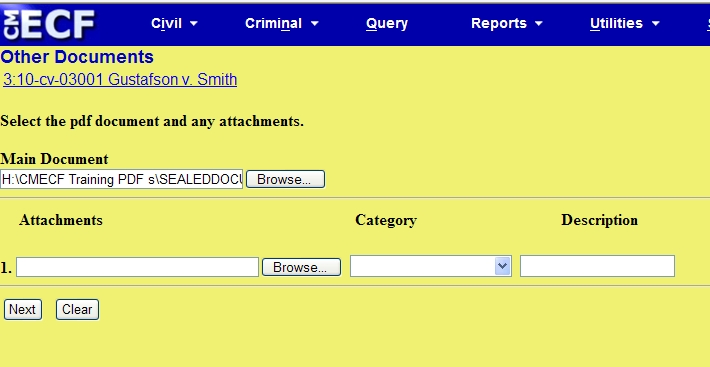 CM ECF Civil Criminal Query Reports Utilities
Other Documents
3:10-cv-03001 Gustafson v. Smith
Select the pdf document and any attachments.
Main Document
H:\CMECF Training PDF s\SEALEDDOCU Browse...
Attachments Category Description
1. Browse...
Next Clear